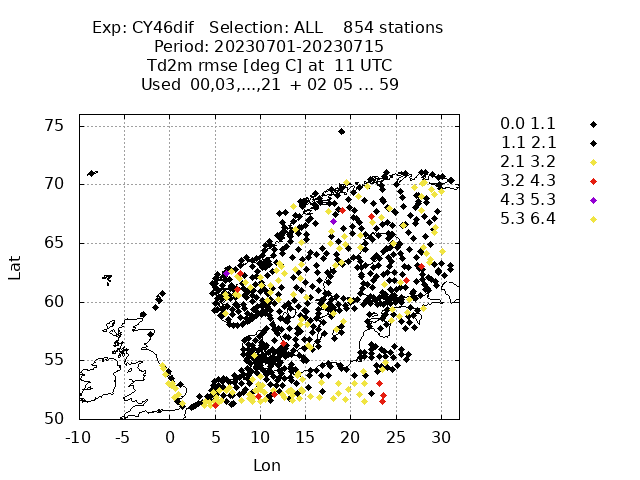 Exp: CY46dif   Selection: ALL    854 stations
Period: 20230701-20230715
Td2m rmse [deg C] at  11 UTC
Used  00,03,...,21  + 02 05 ... 59
0.0 1.1
1.1 2.1
2.1 3.2
3.2 4.3
4.3 5.3
5.3 6.4
75
70
65
60
55
50
Lat
-10 -5 0 5 10 15 20 25 30
Lon